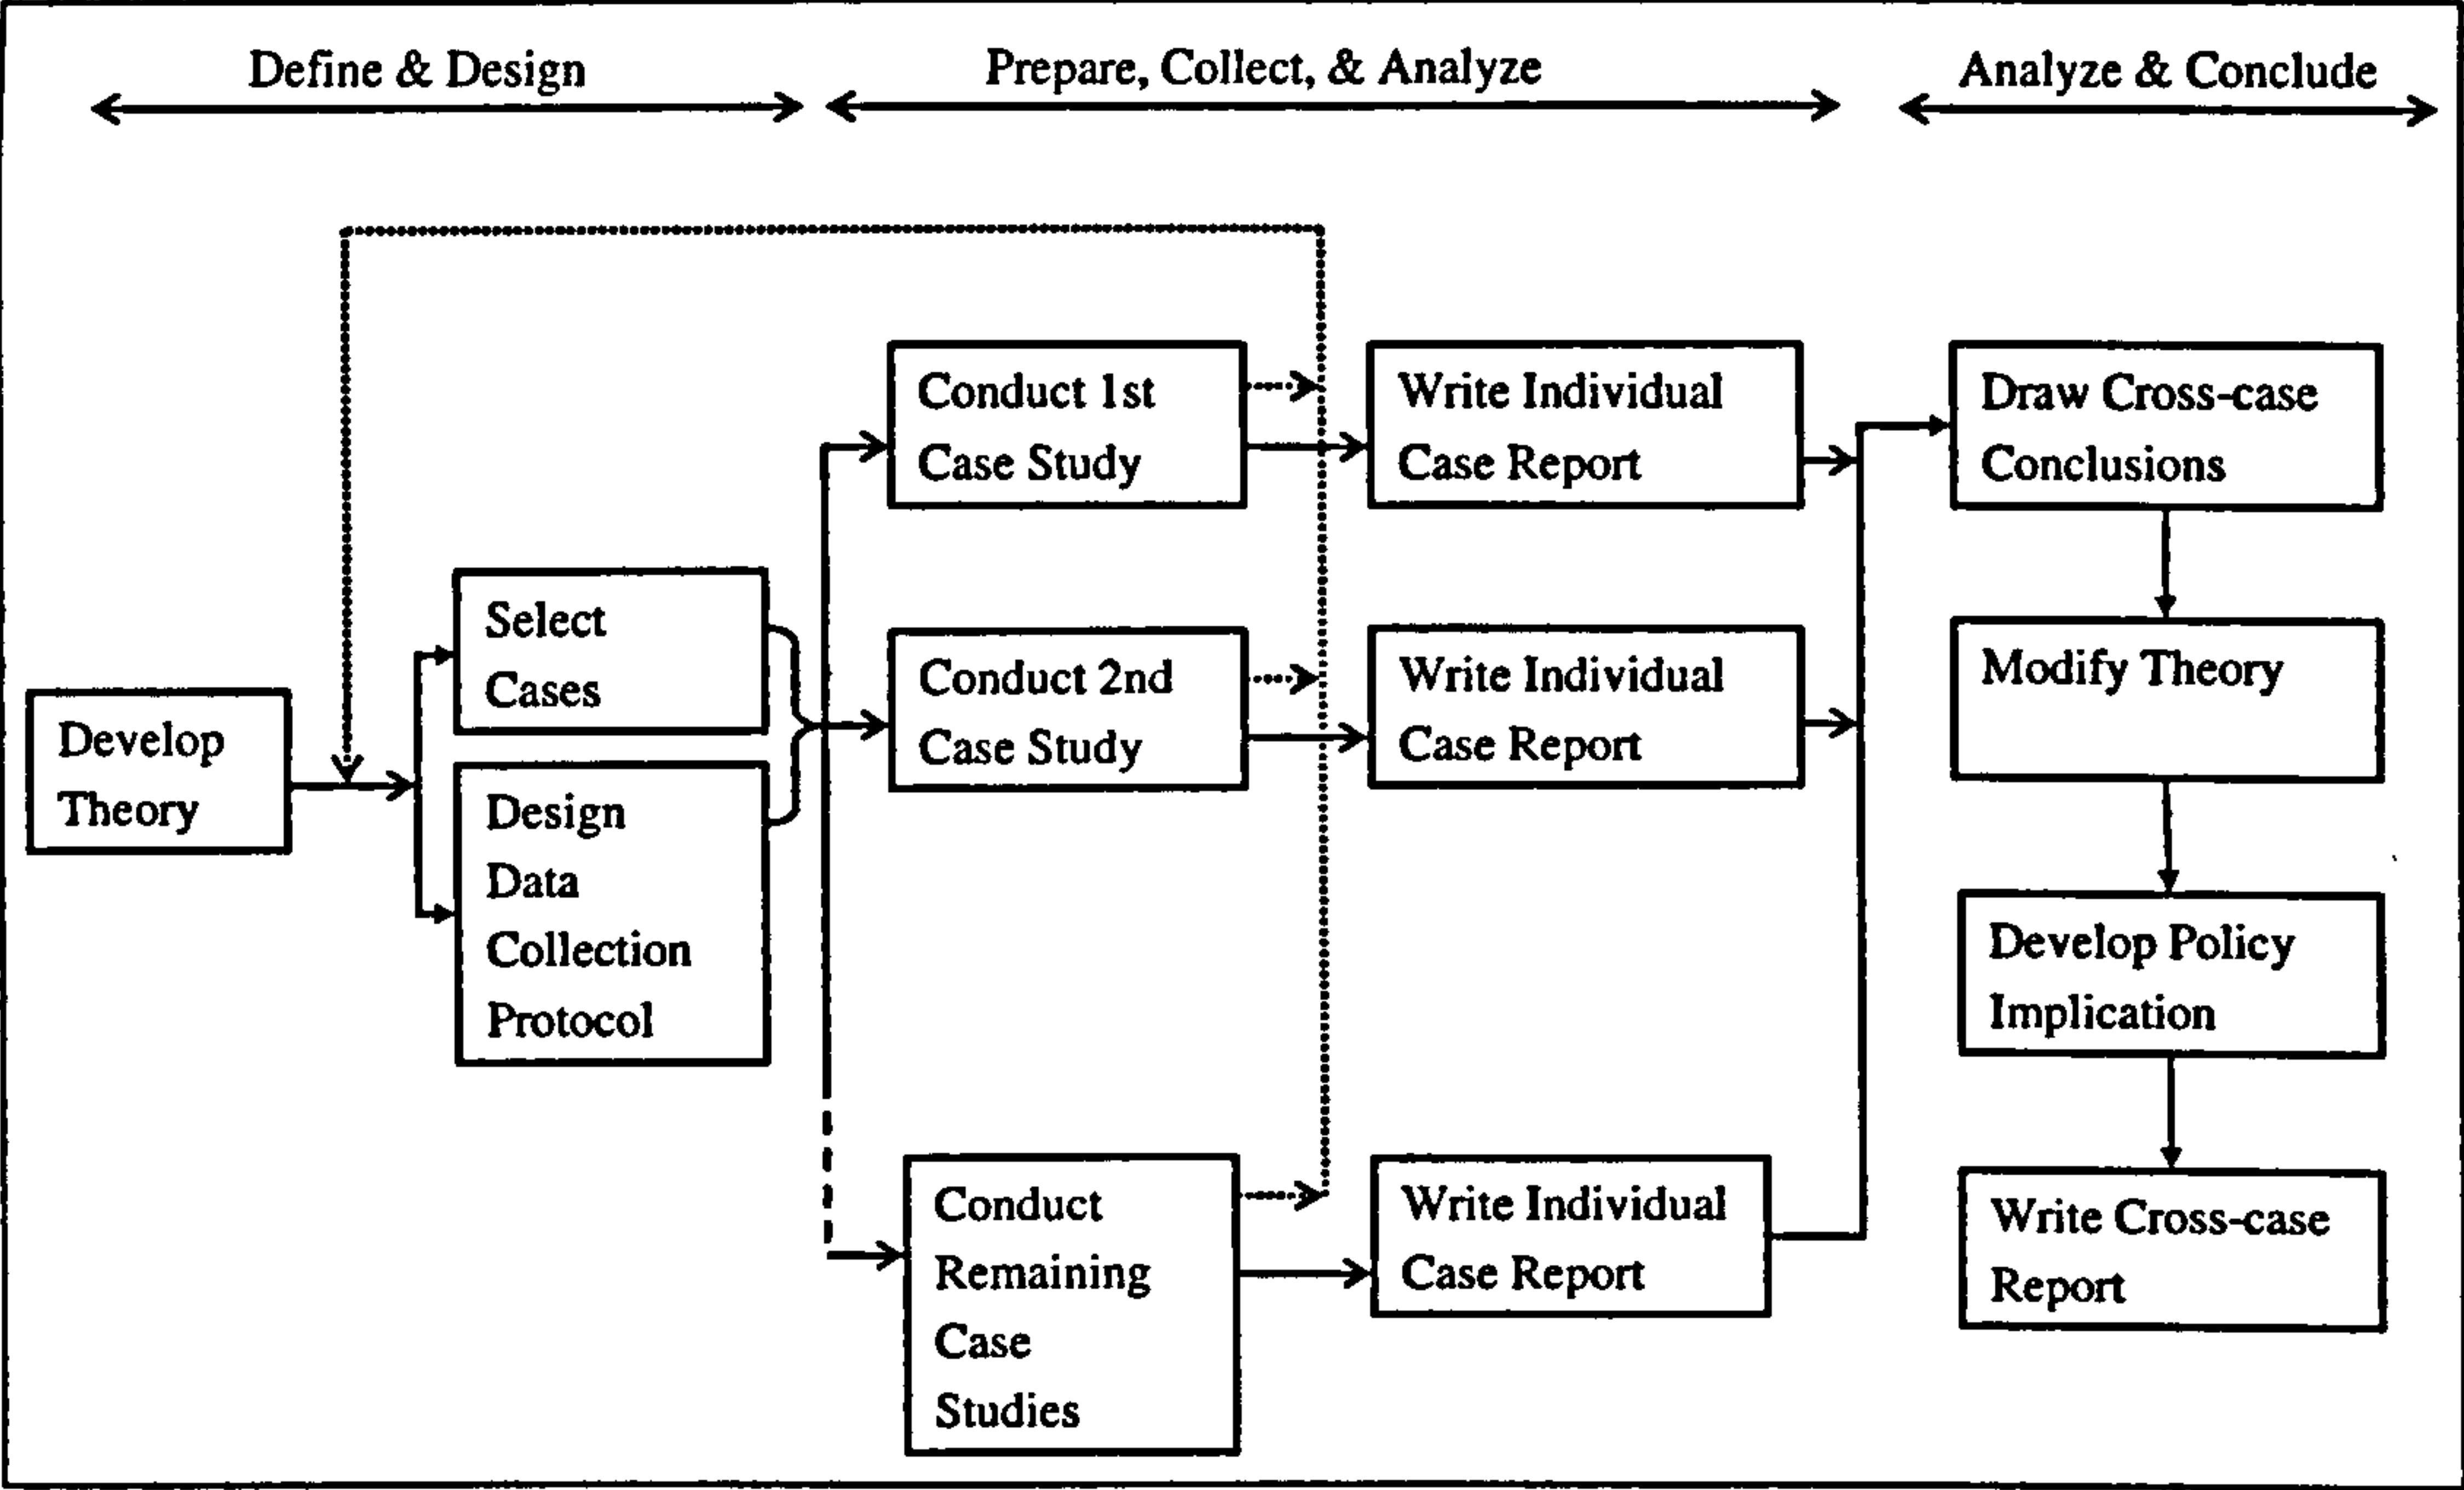 Define & Design
Prepare, Collect, & Analyze
Analyze & Conclude
Develop
Theory
Select
Cases
Design
Data
Collection
Protocol
Conduct 1st
Case Study
Conduct 2nd
Case Study
Conduct
Remaining
Case
Studies
Write Individual
Case Report
Write Individual
Case Report
Write Individual
Case Report
Draw Cross-case
Conclusions
Modify Theory
Develop Policy
Implication
Write Cross-case
Report